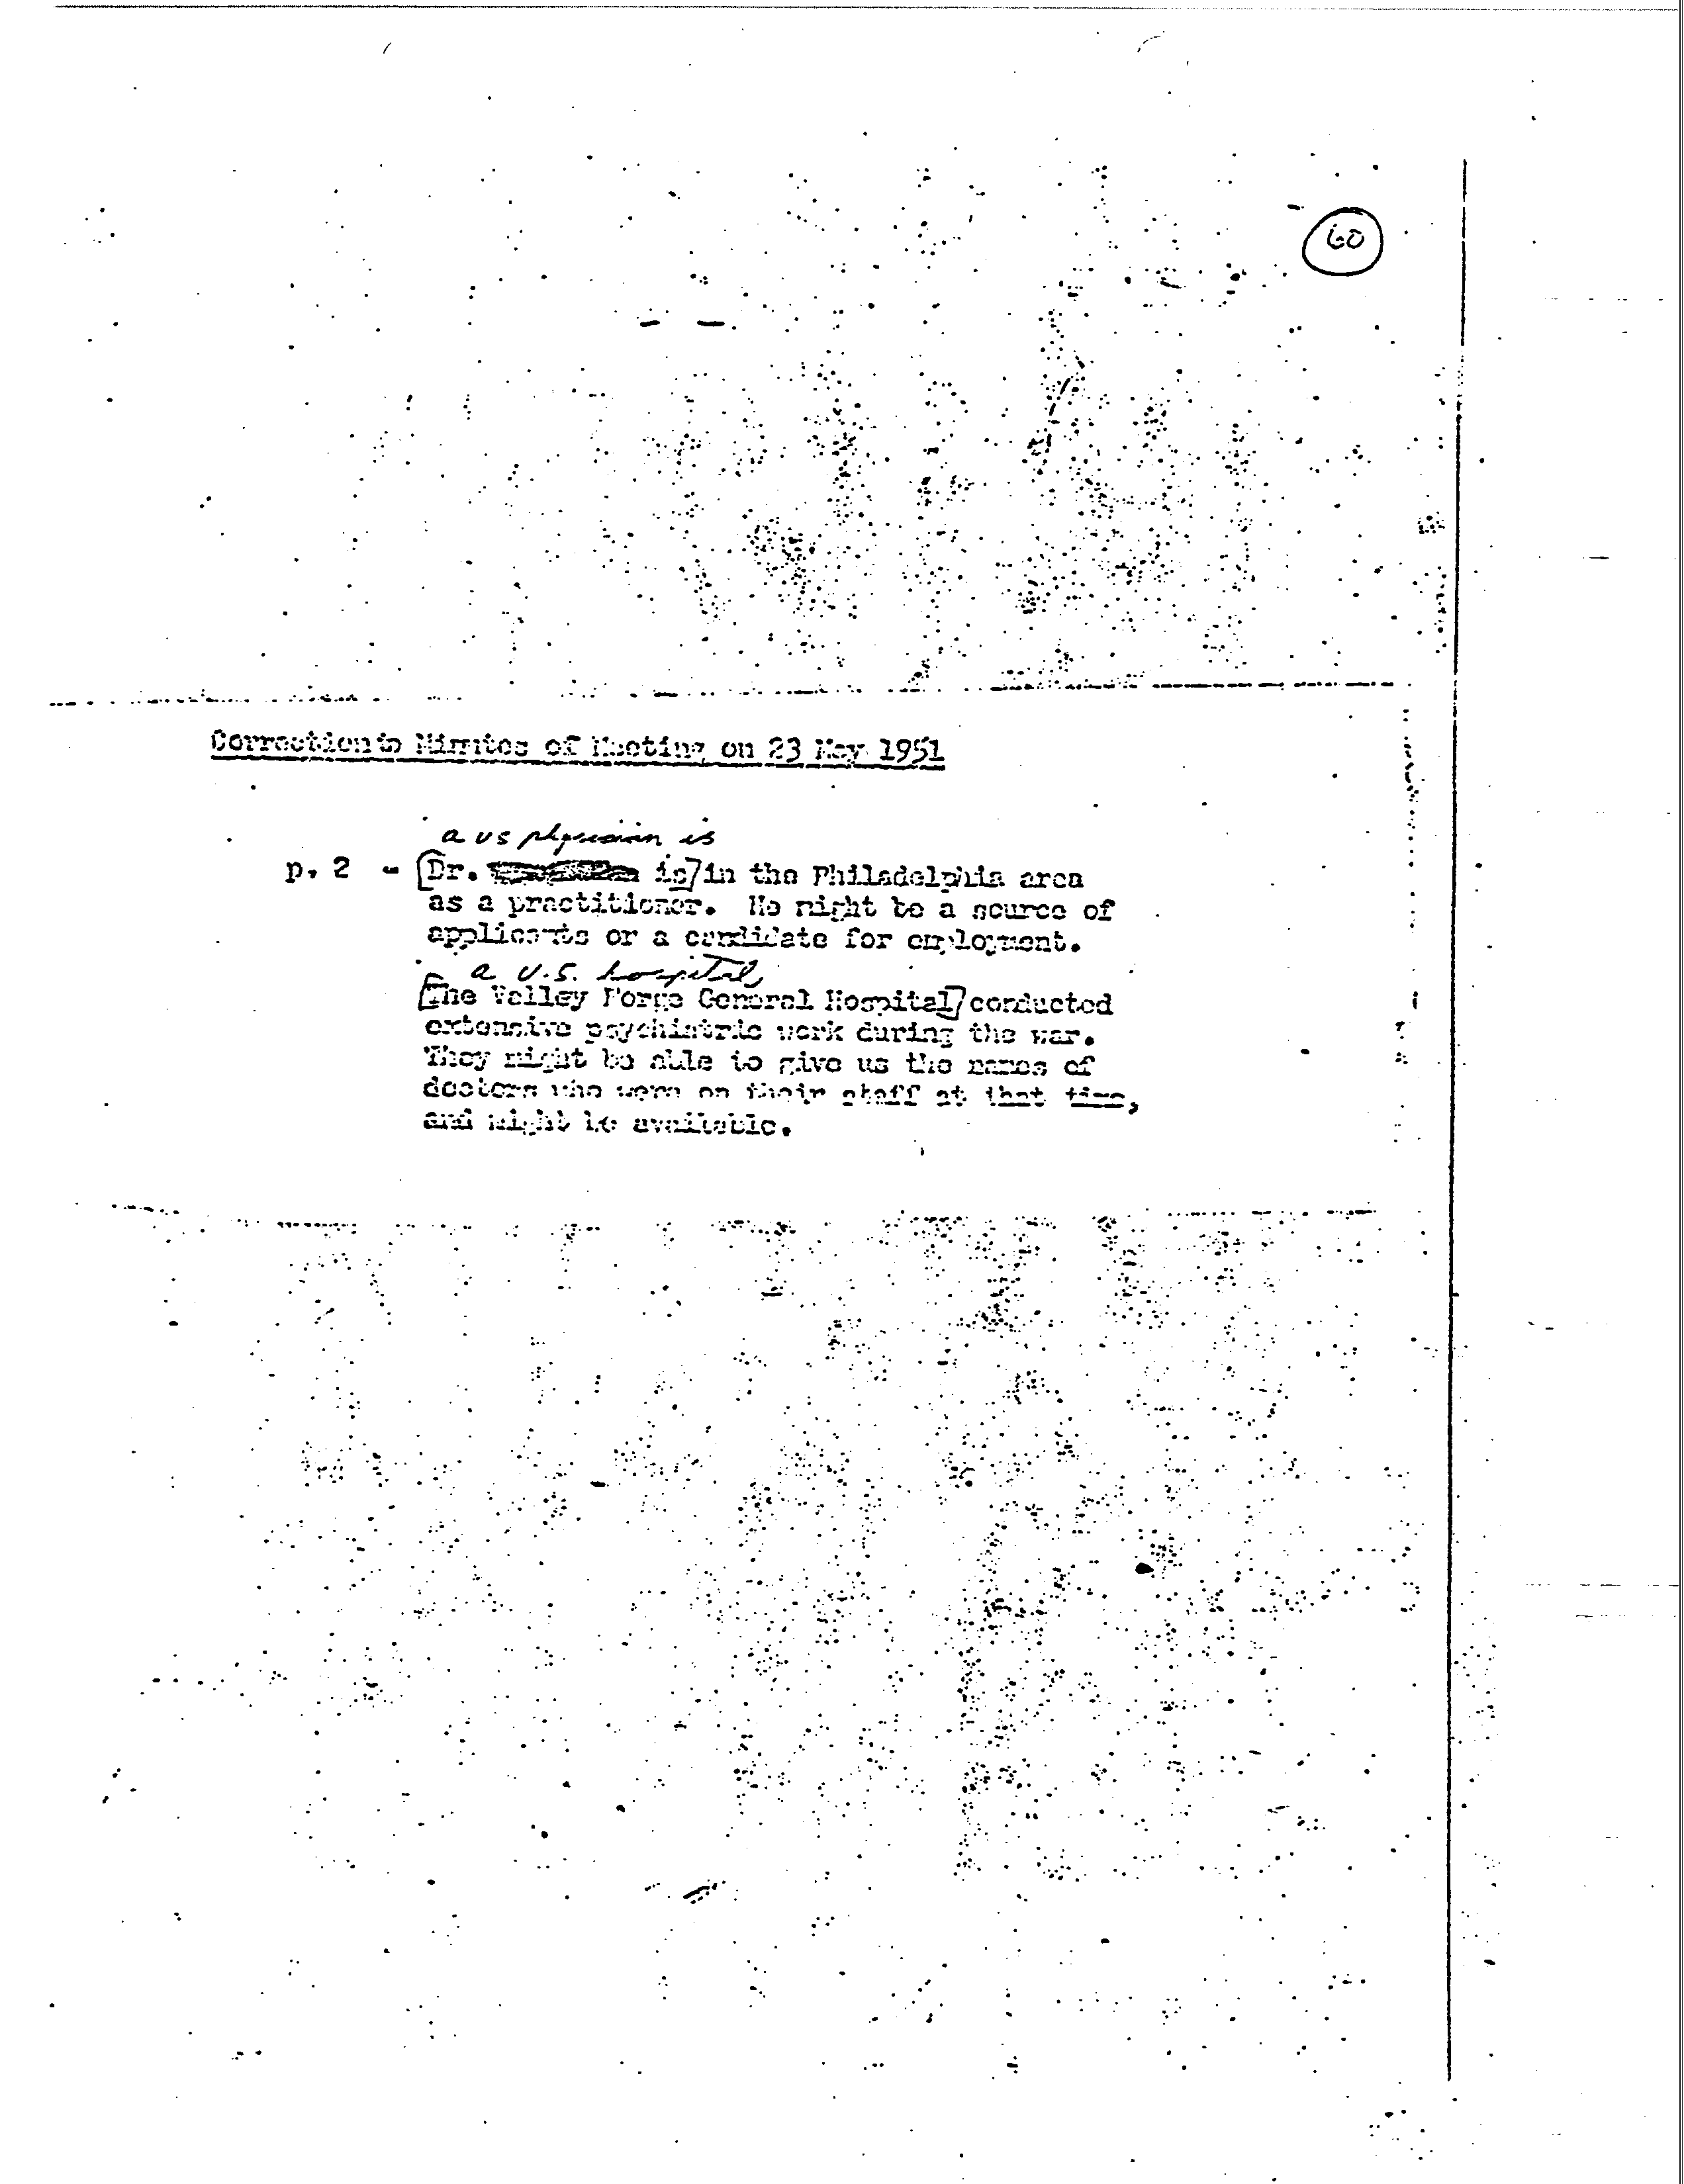 60
Correction to Minutes of Meeting on 23 May 1951
a US physician is
p. 2 - [Dr. is] in the Philadelphia area
as a practitioner. He might be a source of
applicants or a candidate for employment.
a U.S. hospital,
[The Valley Forge General Hospital] conducted
extensive psychiatric work during the war.
They might be able to give us the names of
doctors who were on their staff at that time,
and might be available.